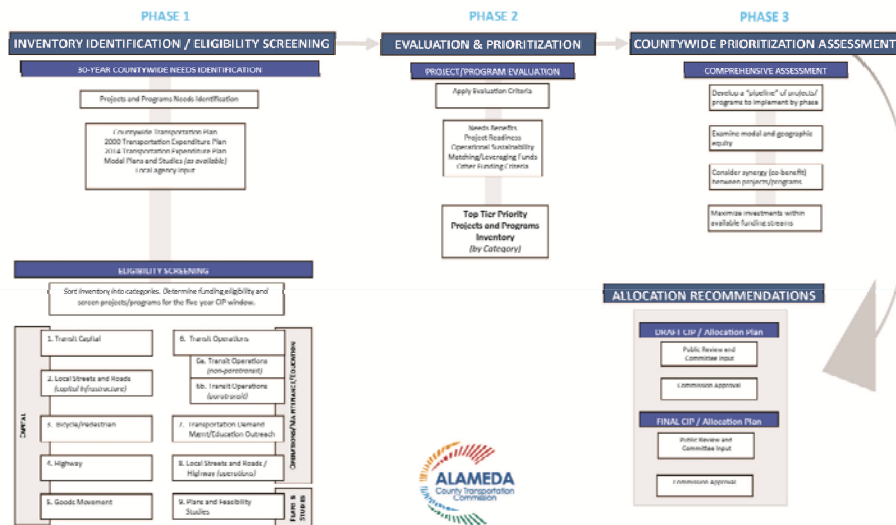 PHASE 1
INVENTORY IDENTIFICATION / ELIGIBILITY SCREENING
30-YEAR COUNTYWIDE NEEDS IDENTIFICATION
Projects and Programs Needs Identification
Countywide Transportation Plan
2000 Transportation Expenditure Plan
2014 Transportation Expenditure Plan
Modal Plans and Studies (as available)
Local agency input
ELIGIBILITY SCREENING
Sort inventory into categories. Determine funding eligibility and
screen projects/programs for the five year CIP window.
CAPITAL
1. Transit Capital
2. Local Streets and Roads
(capital infrastructure)
3. Bicycle/Pedestrian
4. Highway
5. Goods Movement
6. Transit Operations
6a. Transit Operations
(non-paratransit)
6b. Transit Operations
(paratransit)
7. Transportation Demand
Mgmt/Education Outreach
8. Local Streets and Roads /
Highway (operations)
9. Plans and Feasibility
Studies
OPERATIONS/MAINTENANCE/EDUCATION
PLANS &
STUDIES
PHASE 2
EVALUATION & PRIORITIZATION
PROJECT/PROGRAM EVALUATION
Apply Evaluation Criteria
Needs Benefits
Project Readiness
Operational Sustainability
Matching/Leveraging Funds
Other Funding Criteria
Top Tier Priority
Projects and Programs
Inventory
(by Category)
ALAMEDA
County Transportation
Commission
PHASE 3
COUNTYWIDE PRIORITIZATION ASSESSMENT
COMPREHENSIVE ASSESSMENT
Develop a "pipeline" of projects/
programs to implement by phase
Examine modal and geographic
equity
Consider synergy (co-benefit)
between projects/programs
Maximize investments within
available funding streams
ALLOCATION RECOMMENDATIONS
DRAFT CIP / Allocation Plan
Public Review and
Committee Input
Commission Approval
FINAL CIP / Allocation Plan
Public Review and
Committee Input
Commission Approval